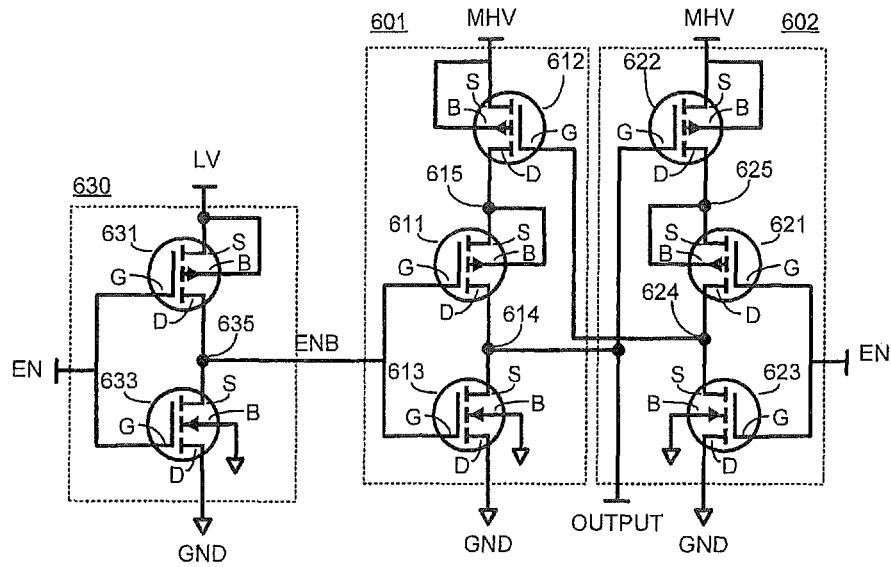 601
MHV
MHV
602
612
622
S
B
G
D
S
B
G
D
LV
630
615
625
631
S
B
G
D
611
S
B
G
D
621
S
B
G
D
635
614
624
EN
ENB
EN
633
S
B
G
D
613
S
B
G
D
623
S
B
G
D
GND
GND
OUTPUT
GND